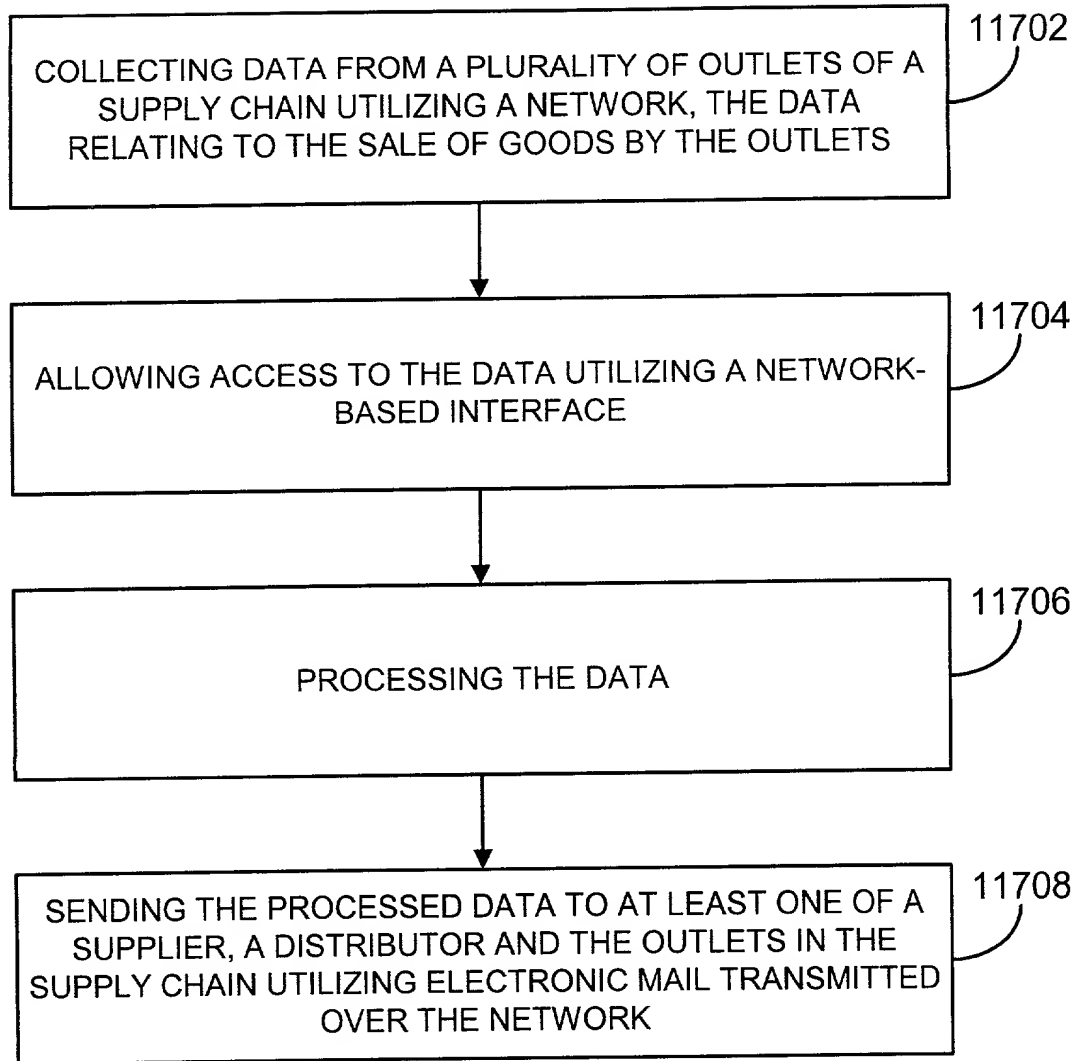 11702
COLLECTING DATA FROM A PLURALITY OF OUTLETS OF A
SUPPLY CHAIN UTILIZING A NETWORK, THE DATA
RELATING TO THE SALE OF GOODS BY THE OUTLETS
11704
ALLOWING ACCESS TO THE DATA UTILIZING A NETWORK-
BASED INTERFACE
11706
PROCESSING THE DATA
11708
SENDING THE PROCESSED DATA TO AT LEAST ONE OF A
SUPPLIER, A DISTRIBUTOR AND THE OUTLETS IN THE
SUPPLY CHAIN UTILIZING ELECTRONIC MAIL TRANSMITTED
OVER THE NETWORK